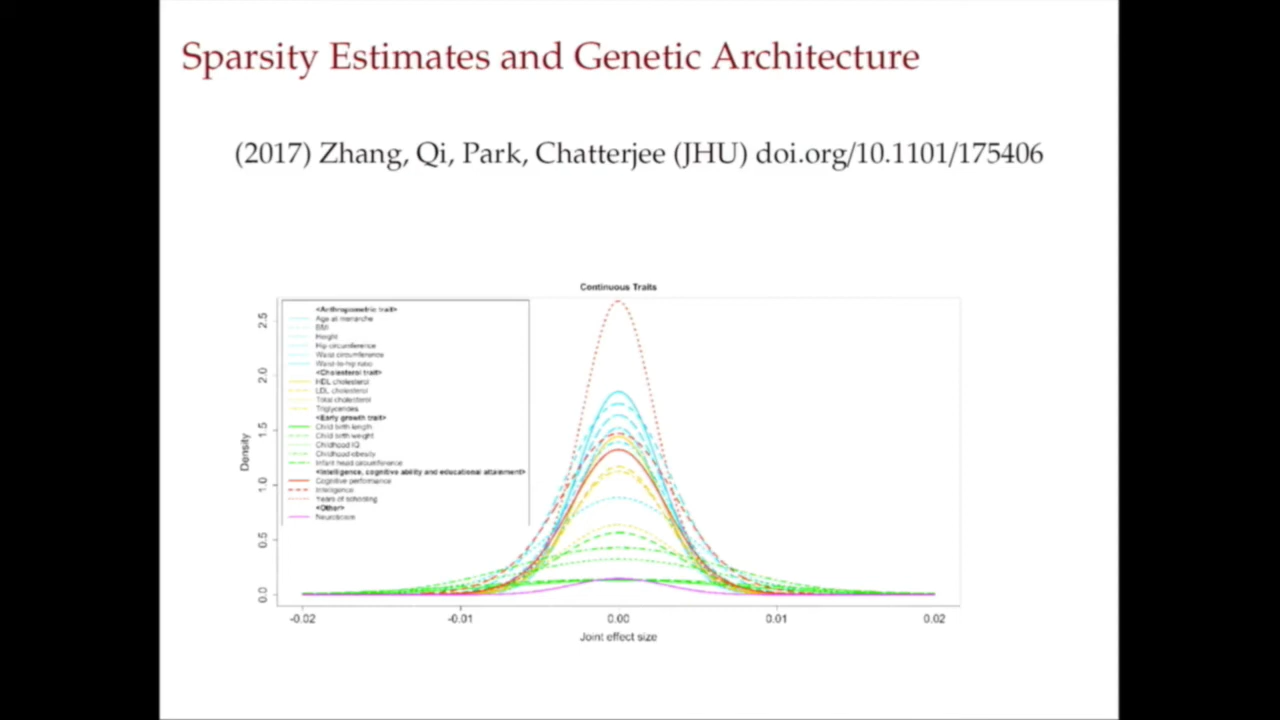 Sparsity Estimates and Genetic Architecture
(2017) Zhang, Qi, Park, Chatterjee (JHU) doi.org/10.1101/175406
Continuous Traits
<Anthropometric trait>
Age at menarche
BMI
Height
Hip circumference
Waist circumference
Waist-to-hip ratio
<Cholesterol trait>
HDL cholesterol
LDL cholesterol
Total cholesterol
Triglycerides
<Early growth trait>
Child birth length
Child birth weight
Childhood IQ
Childhood obesity
Infant head circumference
<Intelligence, cognitive ability and educational attainment>
Cognitive performance
Intelligence
Years of schooling
<Other>
Neuroticism
Density
2.5
2.0
1.5
1.0
0.5
0.0
-0.02
-0.01
0.00
0.01
0.02
Joint effect size